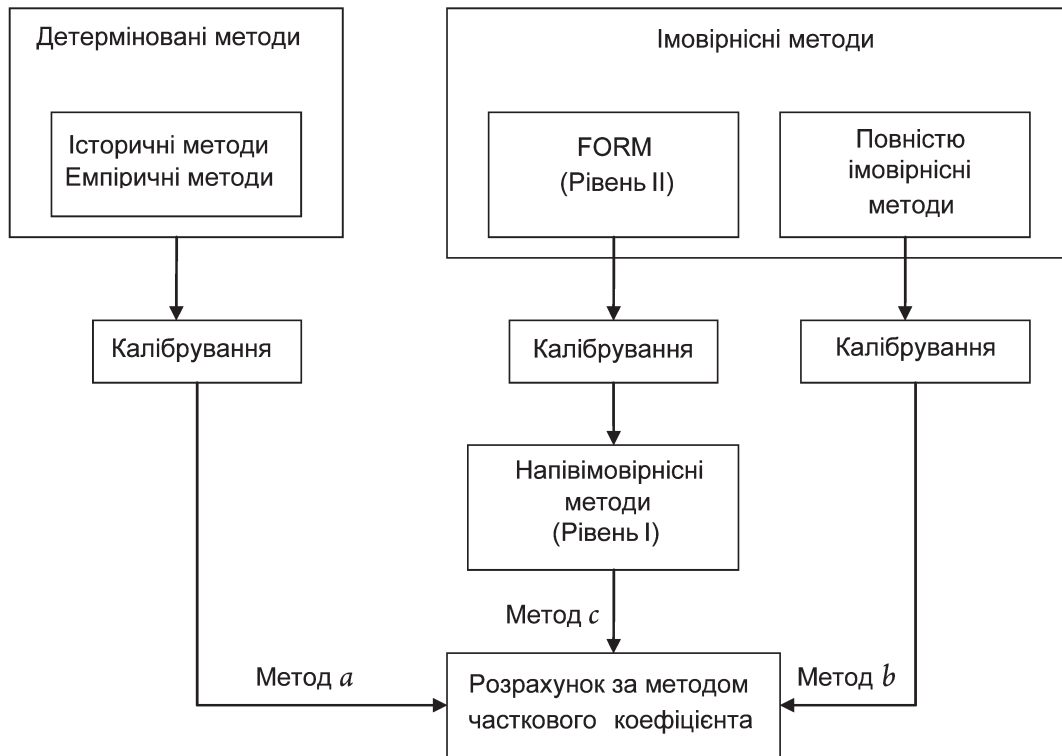 Детерміновані методи
Історичні методи
Емпіричні методи
Імовірнісні методи
FORM
(Рівень II)
Повністю
імовірнісні
методи
Калібрування
Калібрування
Калібрування
Напівімовірнісні
методи
(Рівень I)
Метод c
Метод a
Метод b
Розрахунок за методом
часткового коефіцієнта